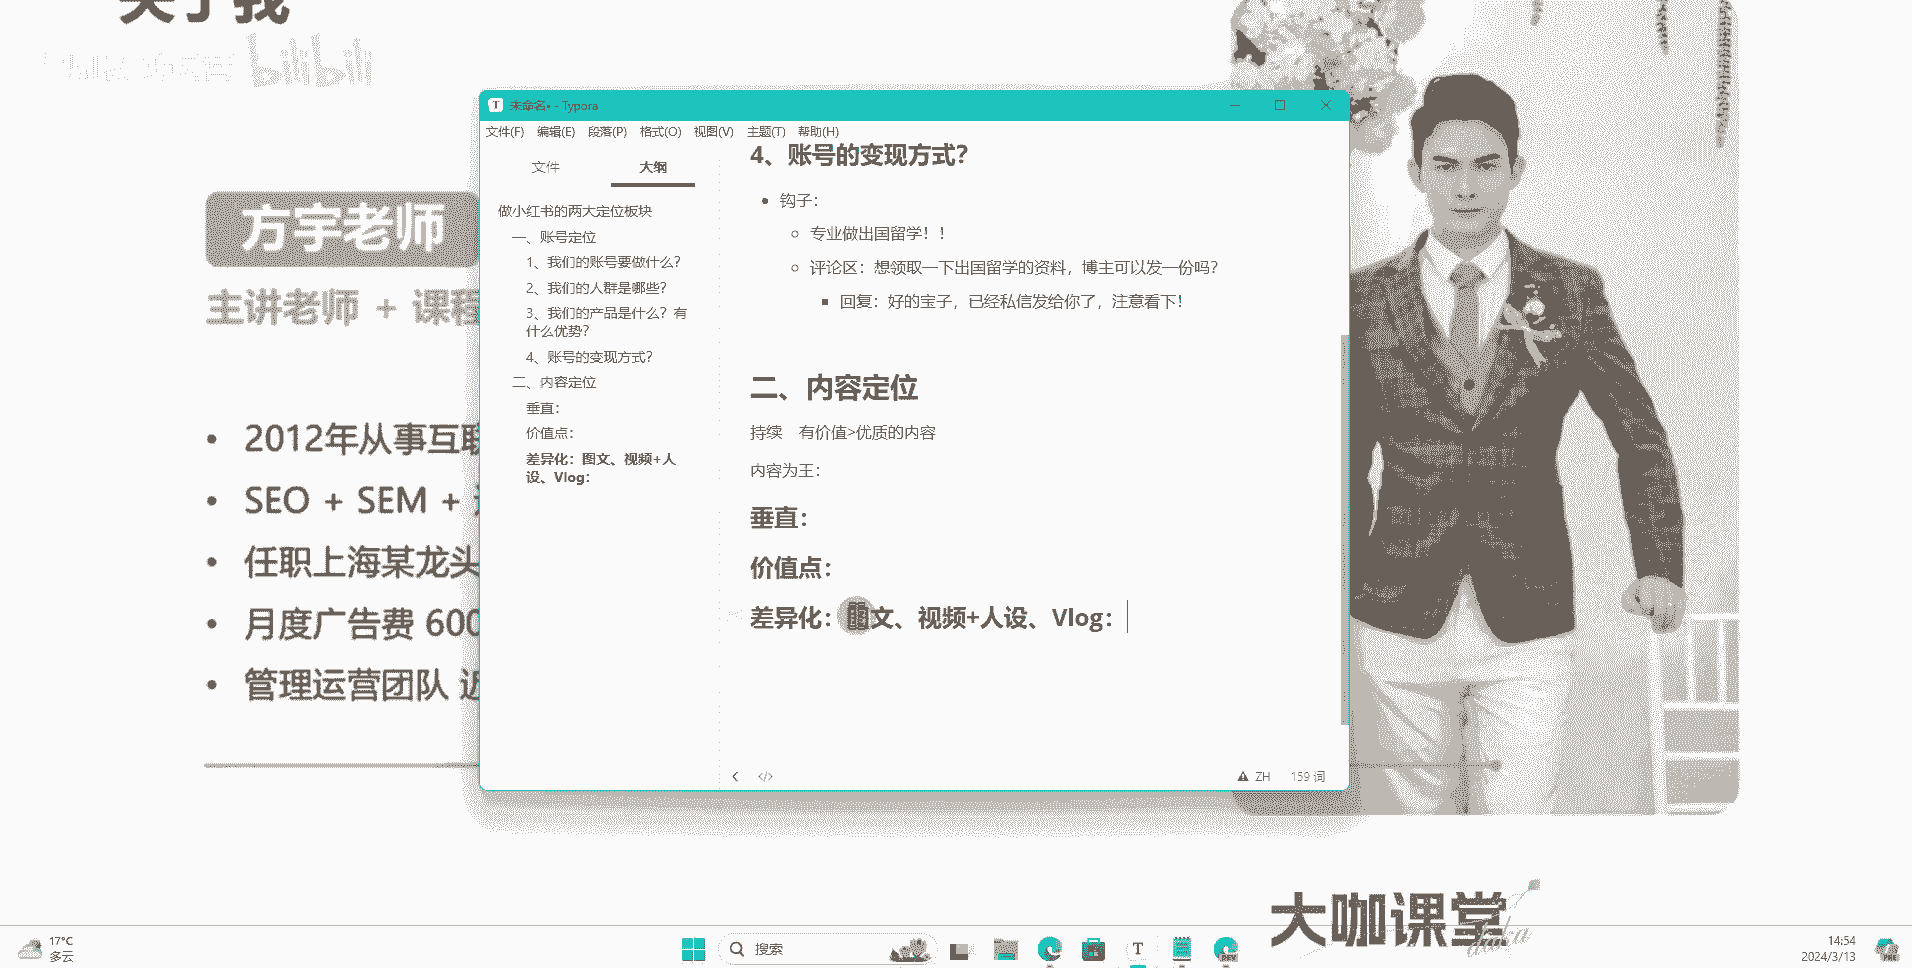 关于我
bilibili
方宇老师
主讲老师 + 课程
2012年从事互联
SEO + SEM +
任职上海某龙头
月度广告费 600
管理运营团队 近
未命名• - Typora
文件(F) 编辑(E) 段落(P) 格式(O) 视图(V) 主题(T) 帮助(H)
文件 大纲
做小红书的两大定位板块
一、账号定位
1、我们的账号要做什么？
2、我们的人群是哪些？
3、我们的产品是什么？有
什么优势？
4、账号的变现方式？
二、内容定位
垂直：
价值点：
差异化：图文、视频+人
设、Vlog：
4、账号的变现方式？
钩子：
专业做出国留学！！
评论区：想领取一下出国留学的资料，博主可以发一份吗？
回复：好的宝子，已经私信发给你了，注意看下！
二、内容定位
持续 有价值>优质的内容
内容为王：
垂直：
价值点：
差异化：图文、视频+人设、Vlog：
ZH 159 词
大咖课堂
17°C
多云
搜索
14:54
2024/3/13